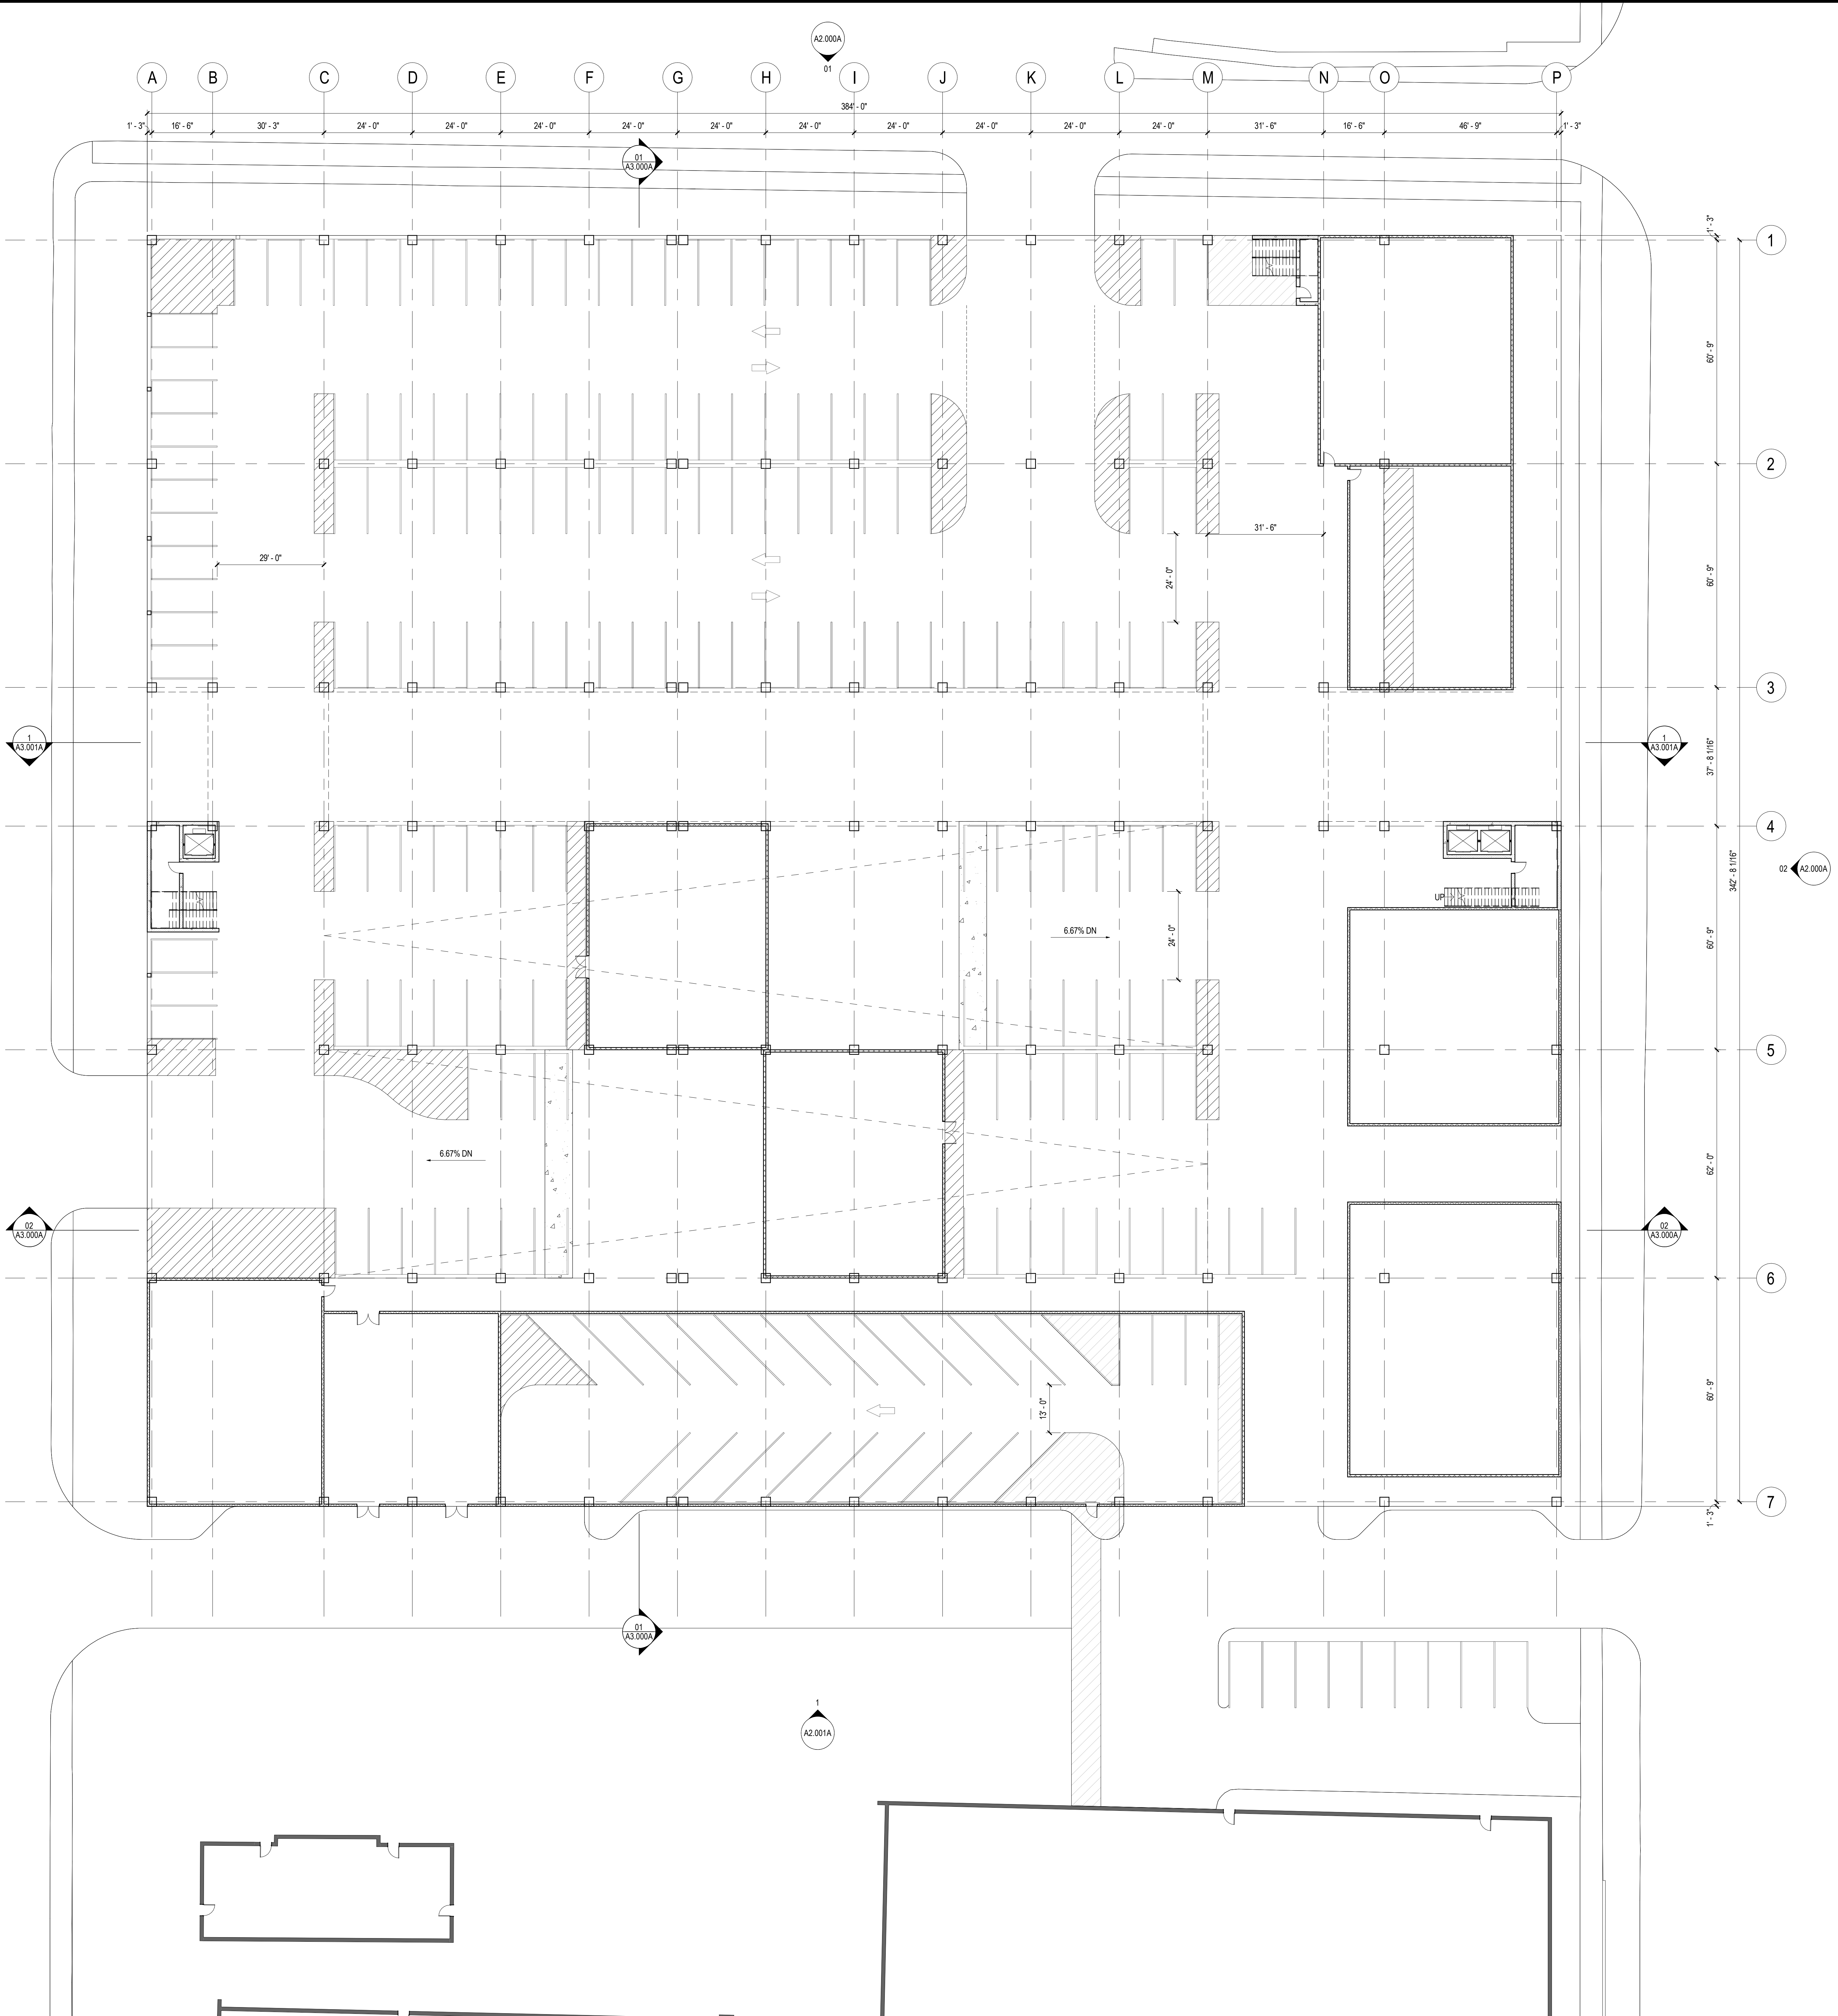 A2.000A
01
A B C D E F G H I J K L M N O P
384' - 0"
1' - 3" 16' - 6" 30' - 3" 24' - 0" 24' - 0" 24' - 0" 24' - 0" 24' - 0" 24' - 0" 24' - 0" 24' - 0" 24' - 0" 24' - 0" 31' - 6" 16' - 6" 46' - 9" 1' - 3"
01
A3.000A
1' - 3"
1
60' - 9"
2
31' - 6"
29' - 0"
24' - 0"
60' - 9"
3
1
A3.001A
1
A3.001A
37' - 8 1/16"
4
02 A2.000A
342' - 8 1/16"
UP
6.67% DN
24' - 0"
6.67% DN
60' - 9"
5
6.67% DN
62' - 0"
02
A3.000A
02
A3.000A
6
13' - 0"
60' - 9"
7
1' - 3"
01
A3.000A
1
A2.001A